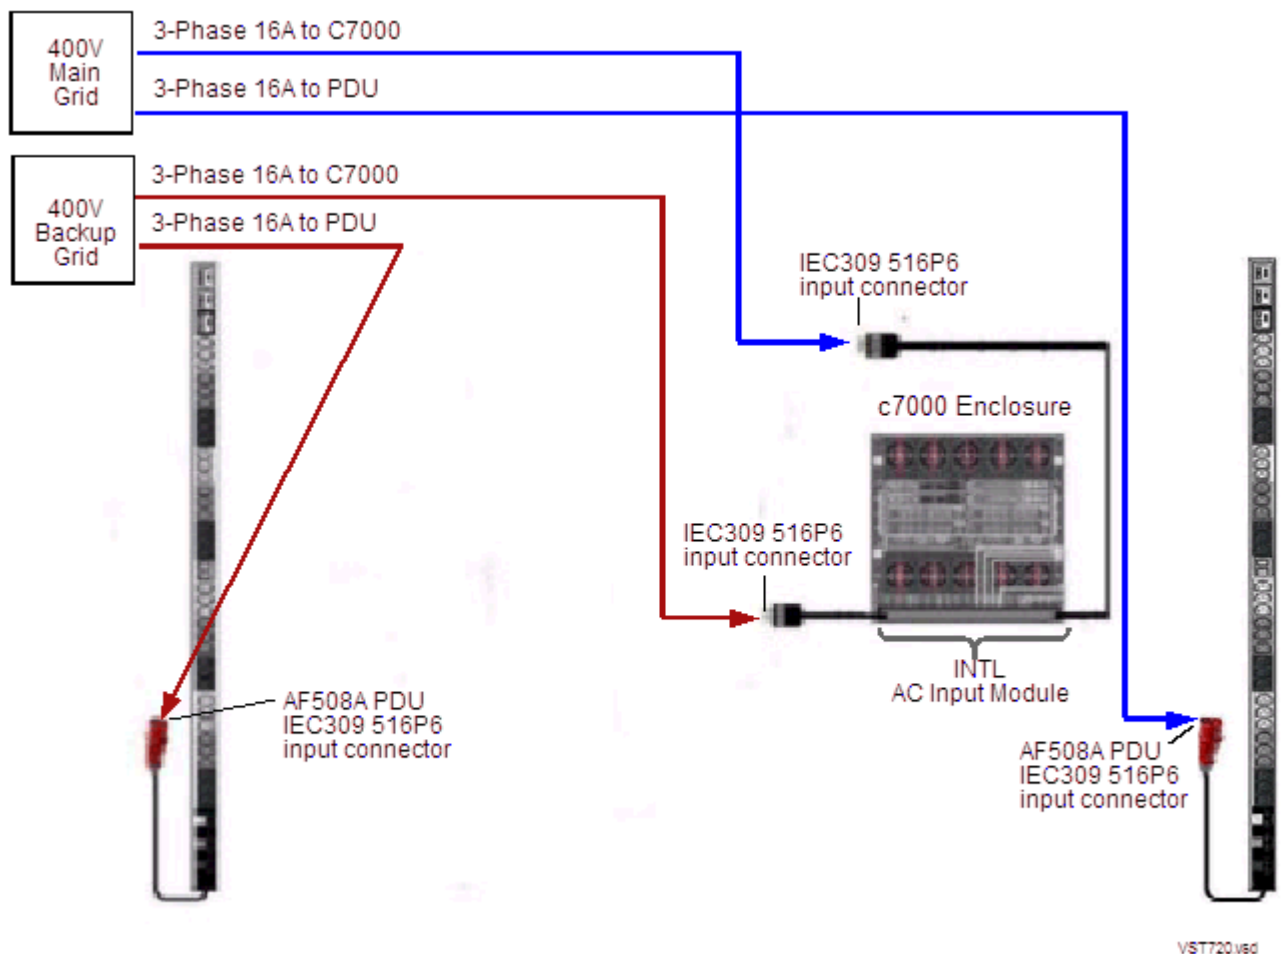 400V
Main
Grid
3-Phase 16A to C7000
3-Phase 16A to PDU
400V
Backup
Grid
3-Phase 16A to C7000
3-Phase 16A to PDU
IEC309 516P6
input connector
c7000 Enclosure
IEC309 516P6
input connector
INTL
AC Input Module
AF508A PDU
IEC309 516P6
input connector
AF508A PDU
IEC309 516P6
input connector
VST720.vsd